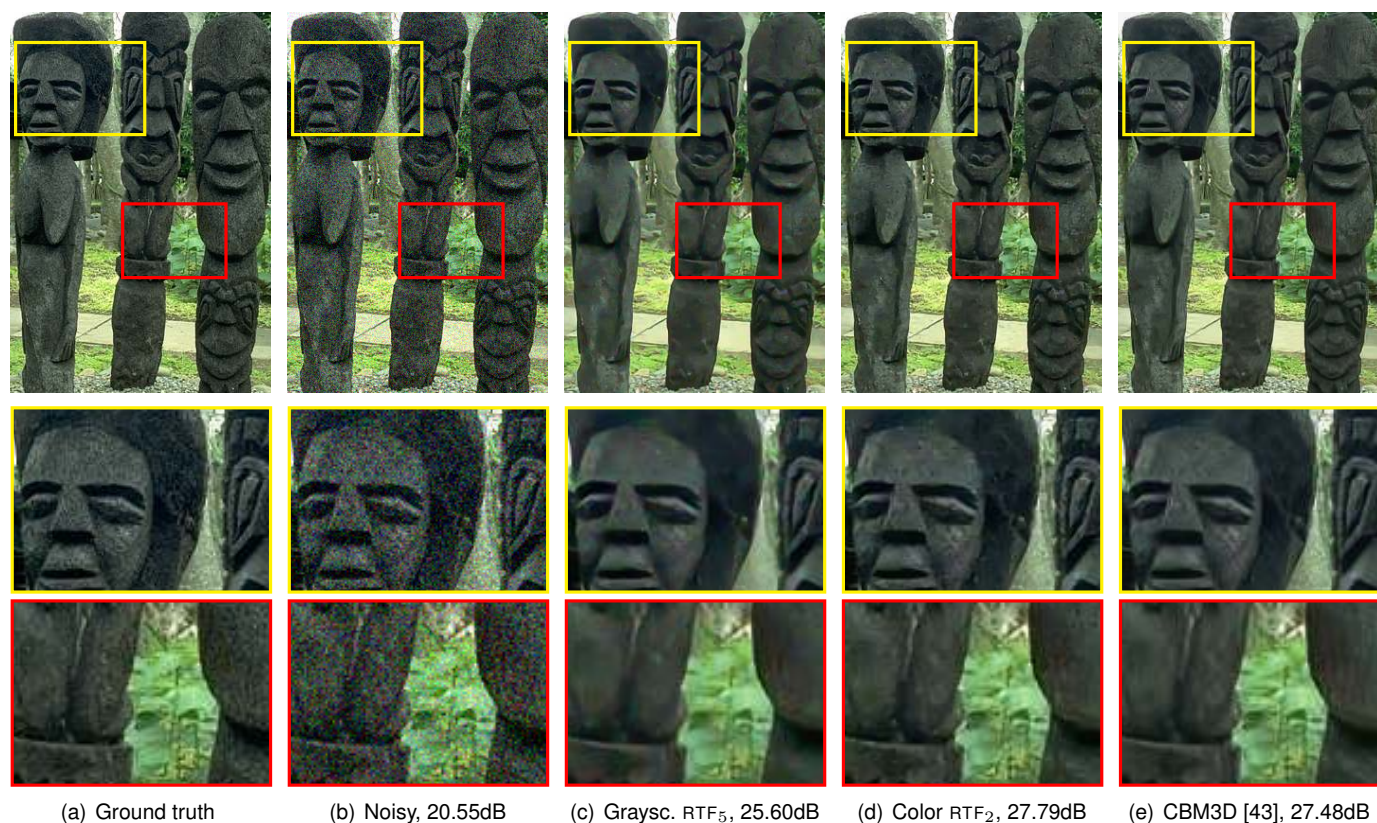 (a) Ground truth
(b) Noisy, 20.55dB
(c) Graysc. RTF₅, 25.60dB
(d) Color RTF₂, 27.79dB
(e) CBM3D [43], 27.48dB